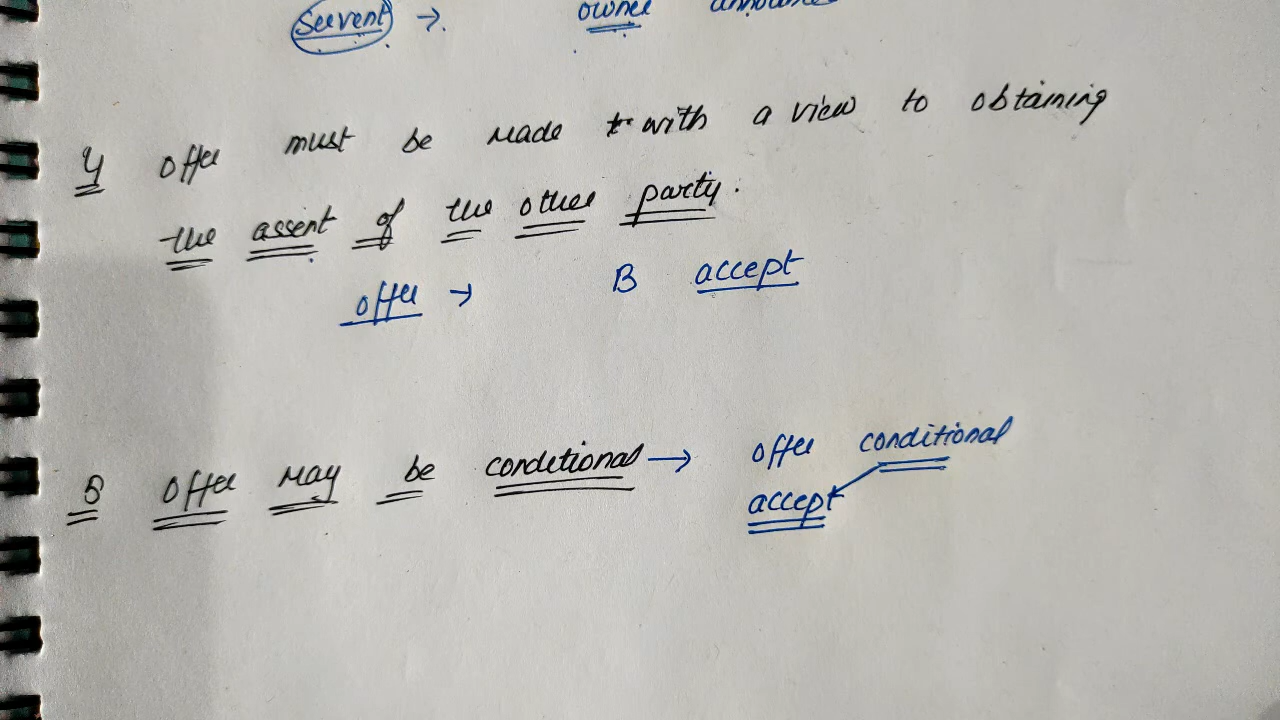 Servent → owner
4 offer must be made with a view to obtaining
the assent of the other party.
offer → B accept
5 offer may be conditional → offer conditional
accept